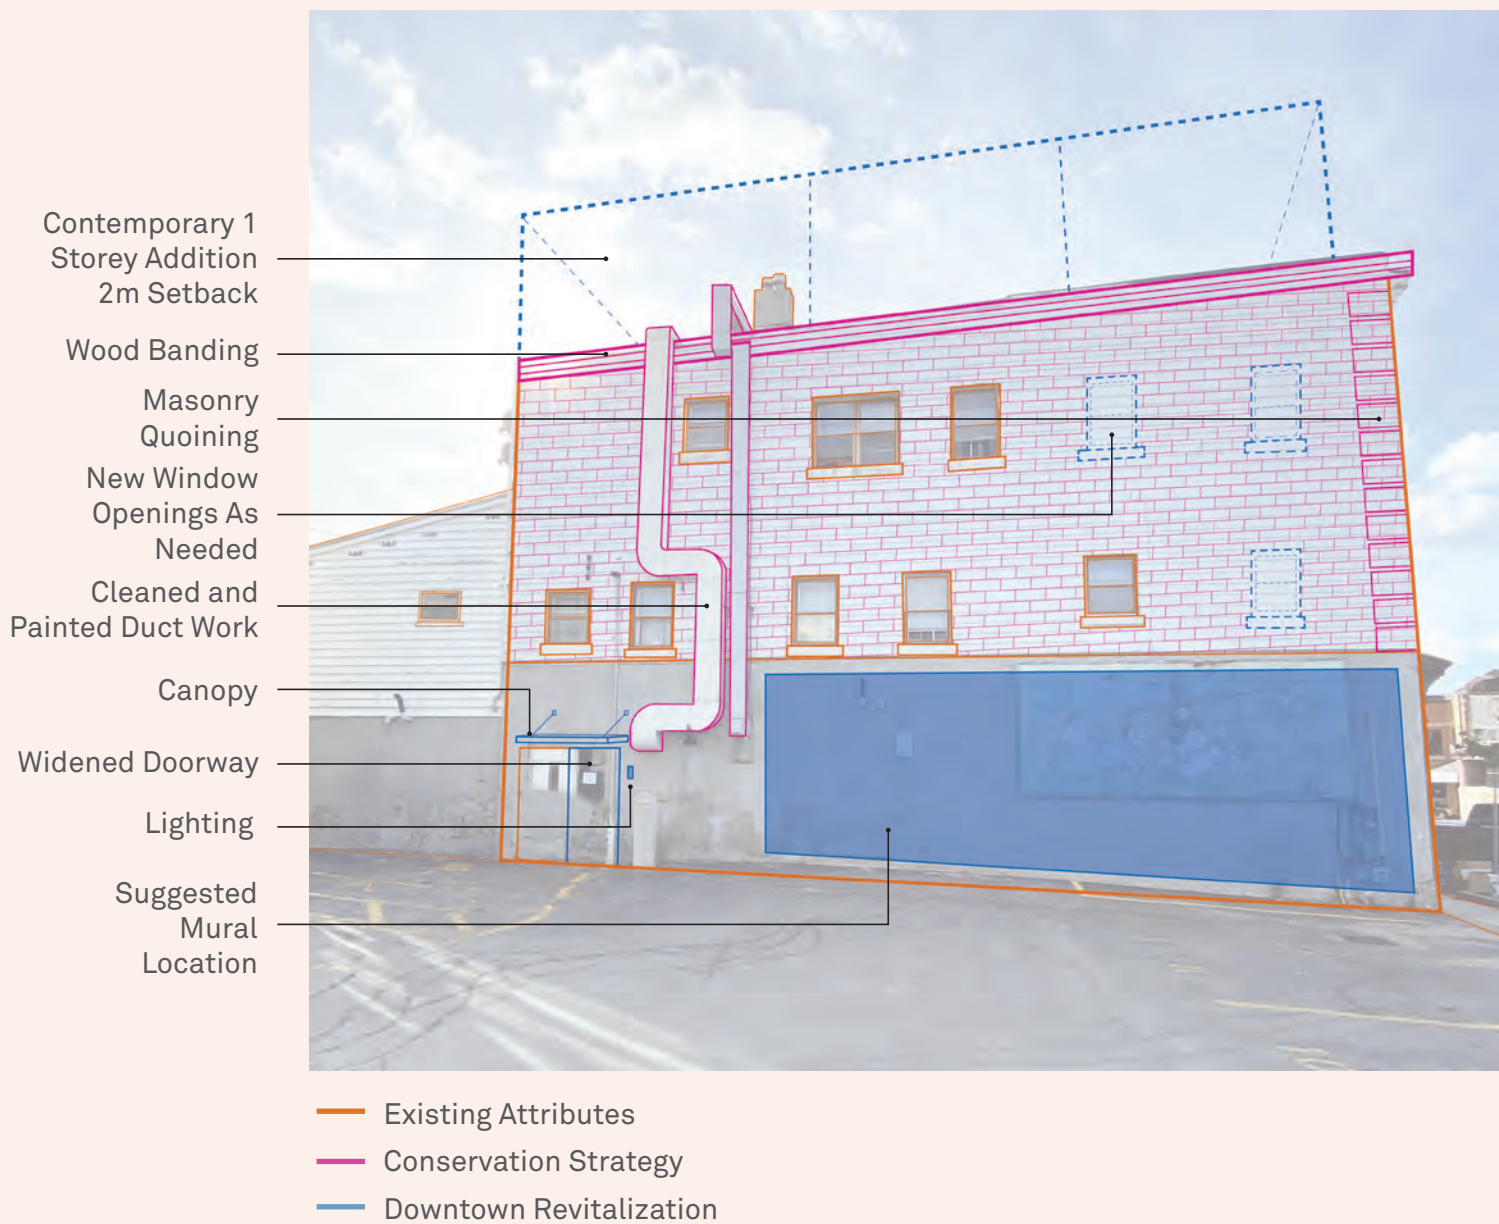 Contemporary 1
Storey Addition
2m Setback
Wood Banding
Masonry
Quoining
New Window
Openings As
Needed
Cleaned and
Painted Duct Work
Canopy
Widened Doorway
Lighting
Suggested
Mural
Location
Existing Attributes
Conservation Strategy
Downtown Revitalization